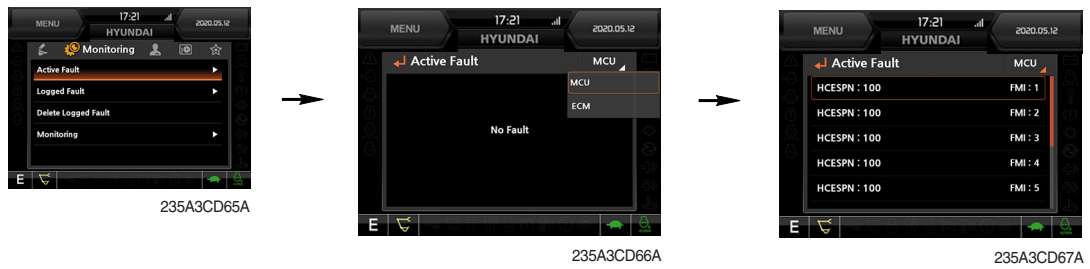 MENU
17:21
2020.05.12
HYUNDAI
Monitoring
Active Fault
Logged Fault
Delete Logged Fault
Monitoring
E
235A3CD65A
MENU
17:21
2020.05.12
HYUNDAI
Active Fault
MCU
MCU
ECM
No Fault
E
235A3CD66A
MENU
17:21
2020.05.12
HYUNDAI
Active Fault
MCU
HCESPN : 100 FMI : 1
HCESPN : 100 FMI : 2
HCESPN : 100 FMI : 3
HCESPN : 100 FMI : 4
HCESPN : 100 FMI : 5
E
235A3CD67A